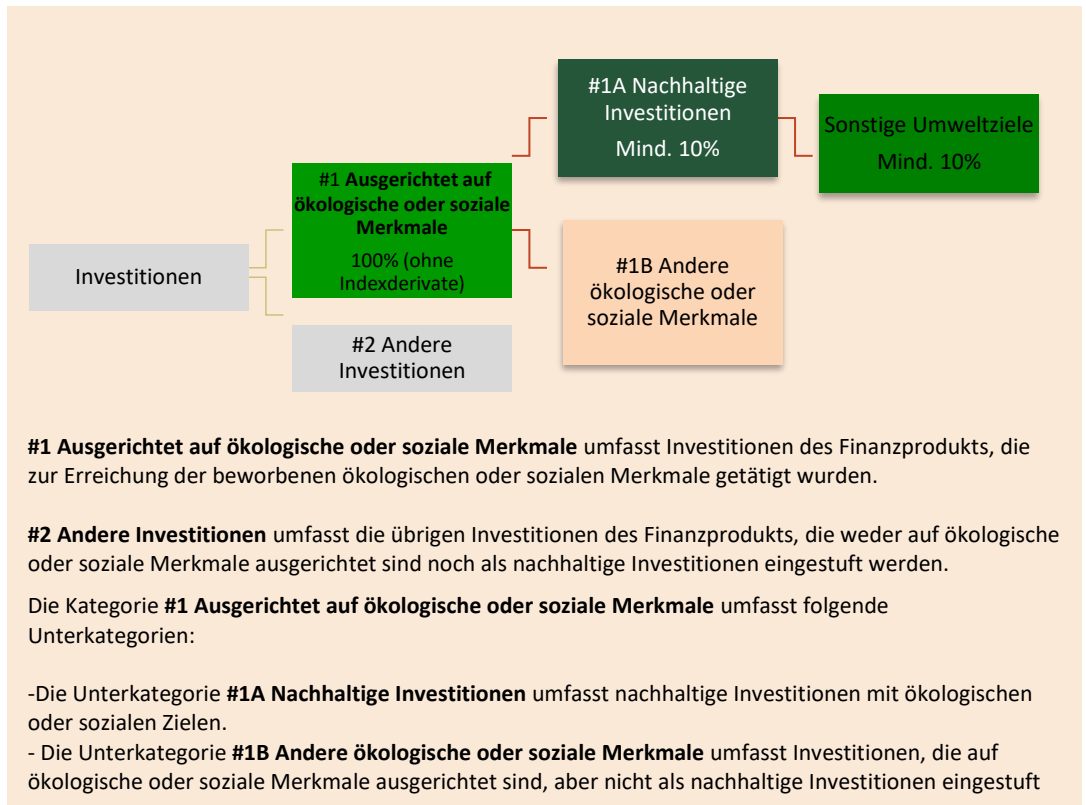 #1A Nachhaltige
Investitionen
Mind. 10%
Sonstige Umweltziele
Mind. 10%
#1 Ausgerichtet auf
ökologische oder soziale
Merkmale
100% (ohne
Indexderivate)
Investitionen
#1B Andere
ökologische oder
soziale Merkmale
#2 Andere
Investitionen
#1 Ausgerichtet auf ökologische oder soziale Merkmale umfasst Investitionen des Finanzprodukts, die
zur Erreichung der beworbenen ökologischen oder sozialen Merkmale getätigt wurden.
#2 Andere Investitionen umfasst die übrigen Investitionen des Finanzprodukts, die weder auf ökologische
oder soziale Merkmale ausgerichtet sind noch als nachhaltige Investitionen eingestuft werden.
Die Kategorie #1 Ausgerichtet auf ökologische oder soziale Merkmale umfasst folgende
Unterkategorien:
-Die Unterkategorie #1A Nachhaltige Investitionen umfasst nachhaltige Investitionen mit ökologischen
oder sozialen Zielen.
- Die Unterkategorie #1B Andere ökologische oder soziale Merkmale umfasst Investitionen, die auf
ökologische oder soziale Merkmale ausgerichtet sind, aber nicht als nachhaltige Investitionen eingestuft